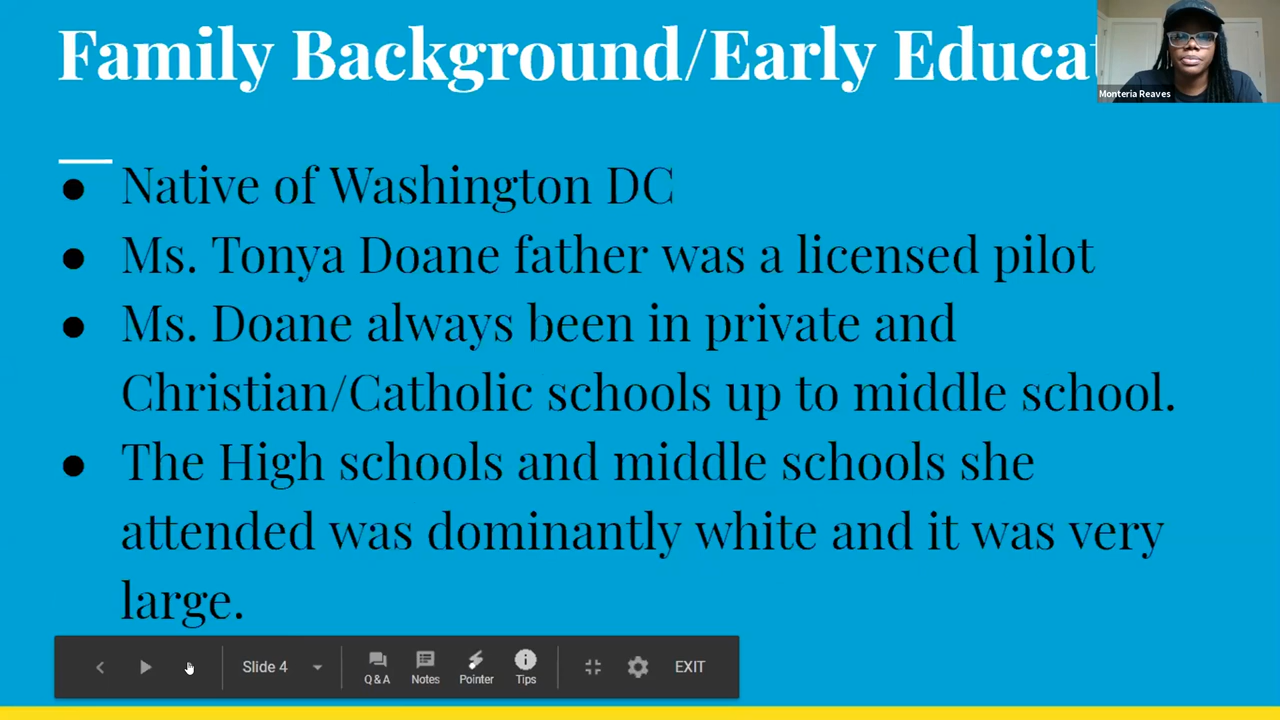 Family Background/Early Educat
Monteria Reaves
● Native of Washington DC
● Ms. Tonya Doane father was a licensed pilot
● Ms. Doane always been in private and
Christian/Catholic schools up to middle school.
● The High schools and middle schools she
attended was dominantly white and it was very
large.
Slide 4
Q & A
Notes
Pointer
Tips
EXIT